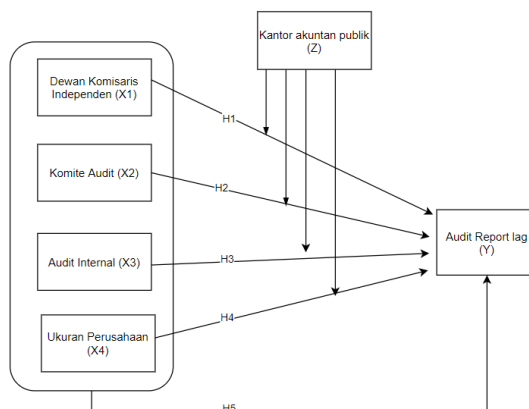 Kantor akuntan publik
(Z)
Dewan Komisaris
Independen (X1)
H1
Komite Audit (X2)
H2
Audit Report lag
(Y)
Audit Internal (X3)
H3
H4
Ukuran Perusahaan
(X4)
H5